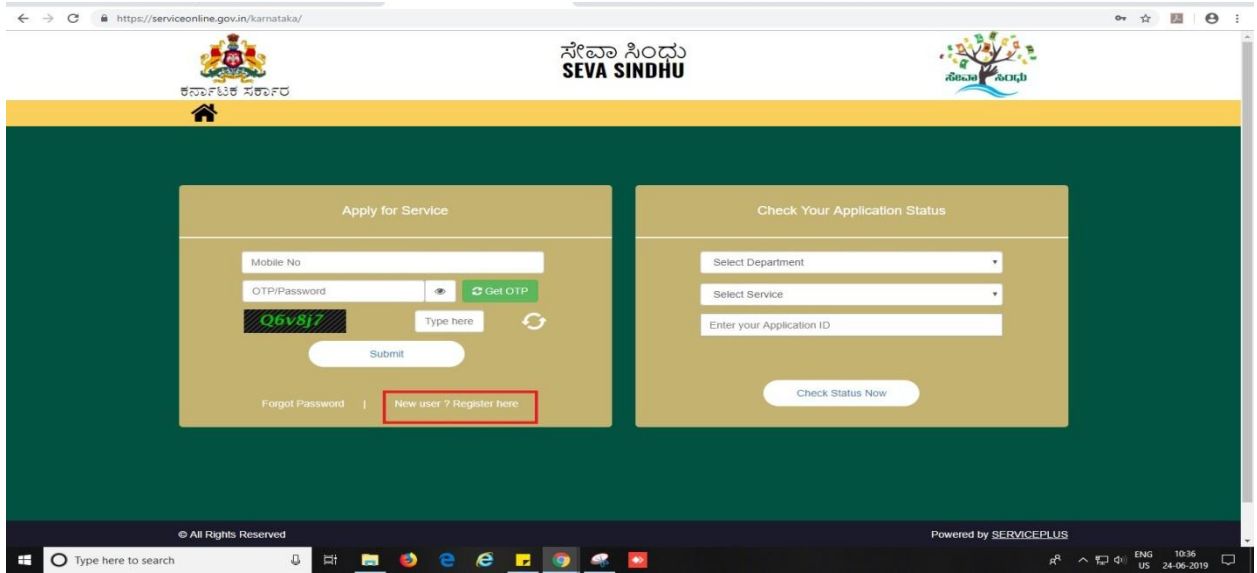 https://serviceonline.gov.in/karnataka/
ಕರ್ನಾಟಕ ಸರ್ಕಾರ
ಸೇವಾ ಸಿಂಧು
SEVA SINDHU
ಸೇವಾ ಸಿಂಧು
Apply for Service
Mobile No
OTP/Password
Get OTP
Q6v8j7
Type here
Submit
Forgot Password | New user ? Register here
Check Your Application Status
Select Department
Select Service
Enter your Application ID
Check Status Now
© All Rights Reserved
Powered by SERVICEPLUS
Type here to search
ENG
US
10:36
24-06-2019